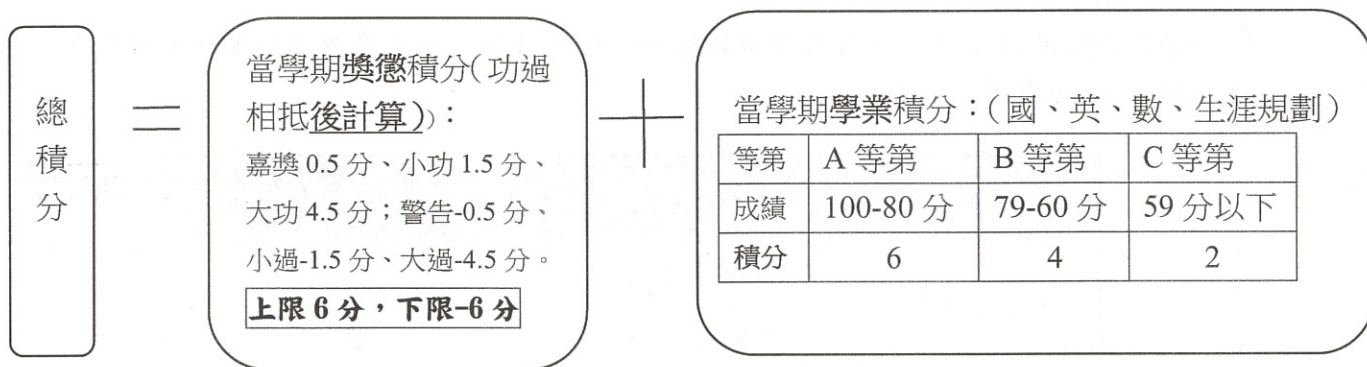 總積分
=
當學期獎懲積分(功過
相抵後計算)):
嘉獎 0.5 分、小功 1.5 分、
大功 4.5 分;警告-0.5 分、
小過-1.5 分、大過-4.5 分。
上限 6 分,下限-6 分
+
當學期學業積分:(國、英、數、生涯規劃)
等第 A 等第 B 等第 C 等第
成績 100-80 分 79-60 分 59 分以下
積分 6 4 2